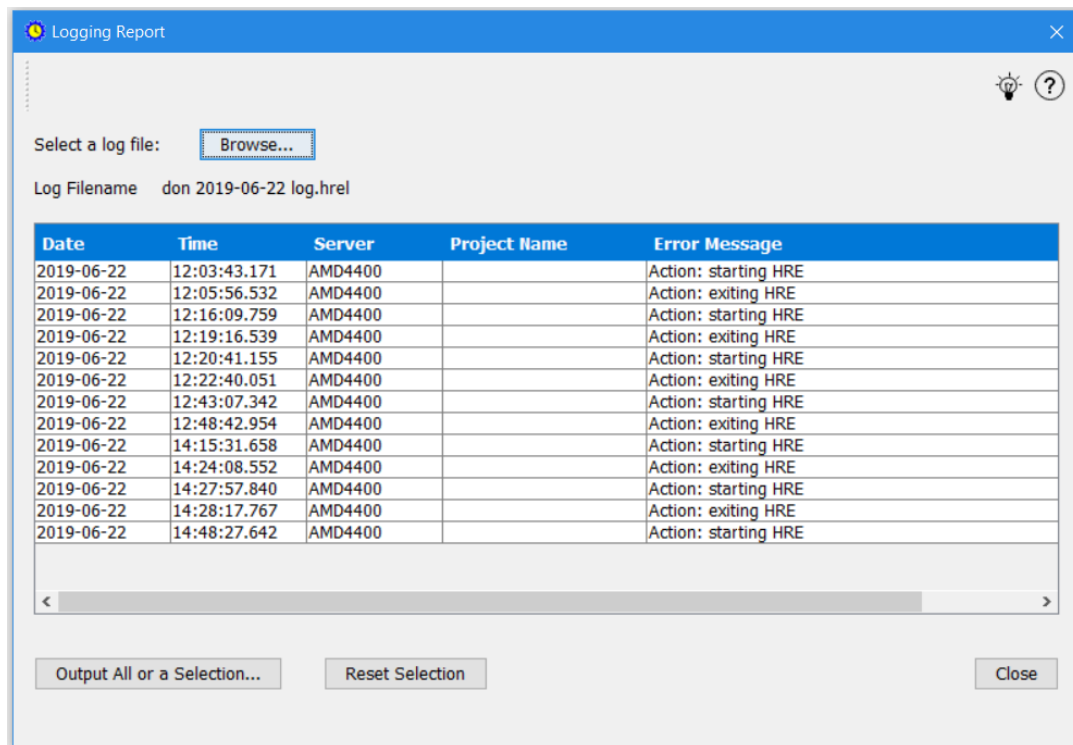 Logging Report
?
Select a log file: Browse...
Log Filename don 2019-06-22 log.hrel
Date Time Server Project Name Error Message
2019-06-22 12:03:43.171 AMD4400 Action: starting HRE
2019-06-22 12:05:56.532 AMD4400 Action: exiting HRE
2019-06-22 12:16:09.759 AMD4400 Action: starting HRE
2019-06-22 12:19:16.539 AMD4400 Action: exiting HRE
2019-06-22 12:20:41.155 AMD4400 Action: starting HRE
2019-06-22 12:22:40.051 AMD4400 Action: exiting HRE
2019-06-22 12:43:07.342 AMD4400 Action: starting HRE
2019-06-22 12:48:42.954 AMD4400 Action: exiting HRE
2019-06-22 14:15:31.658 AMD4400 Action: starting HRE
2019-06-22 14:24:08.552 AMD4400 Action: exiting HRE
2019-06-22 14:27:57.840 AMD4400 Action: starting HRE
2019-06-22 14:28:17.767 AMD4400 Action: exiting HRE
2019-06-22 14:48:27.642 AMD4400 Action: starting HRE
Output All or a Selection... Reset Selection Close